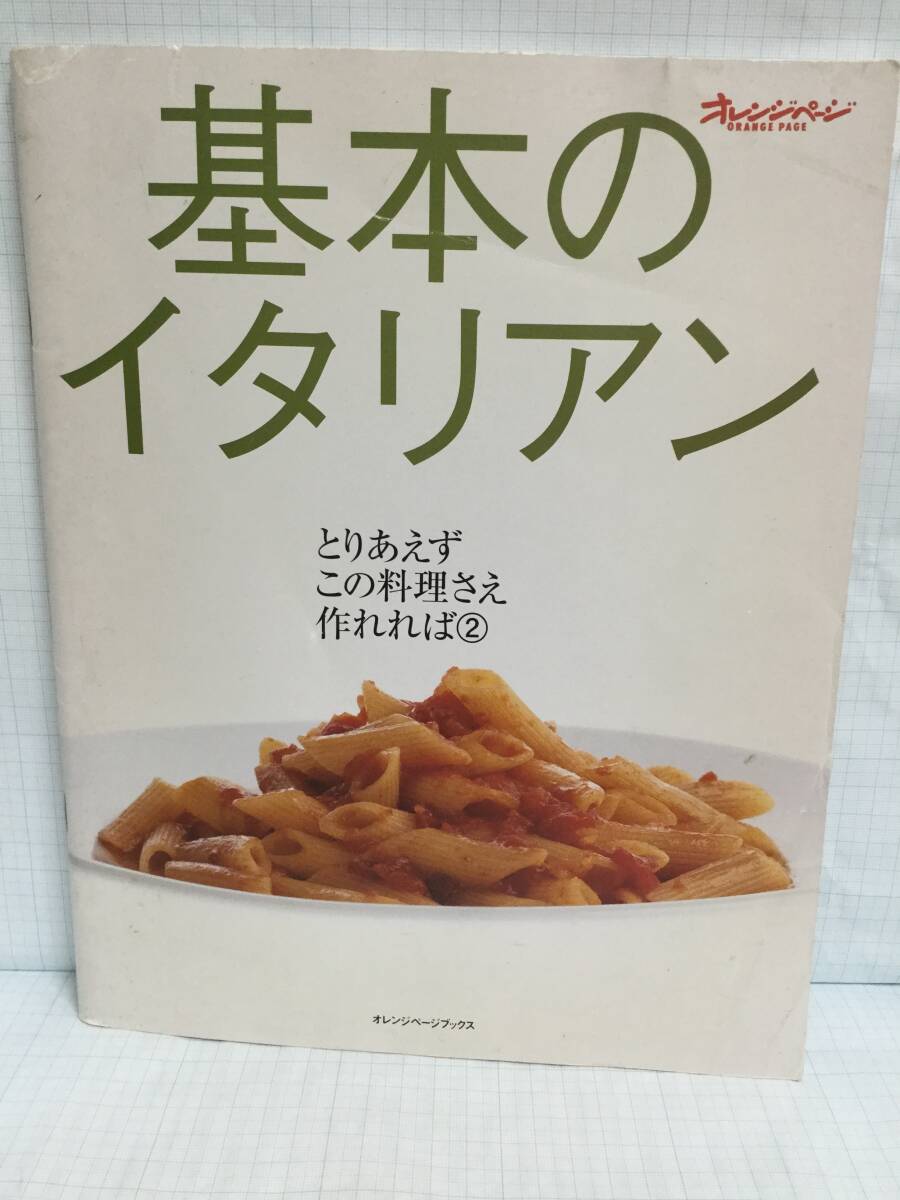 オレンジページ
ORANGE PAGE
基本の
イタリアン
とりあえず
この料理さえ
作れれば②
オレンジページブックス